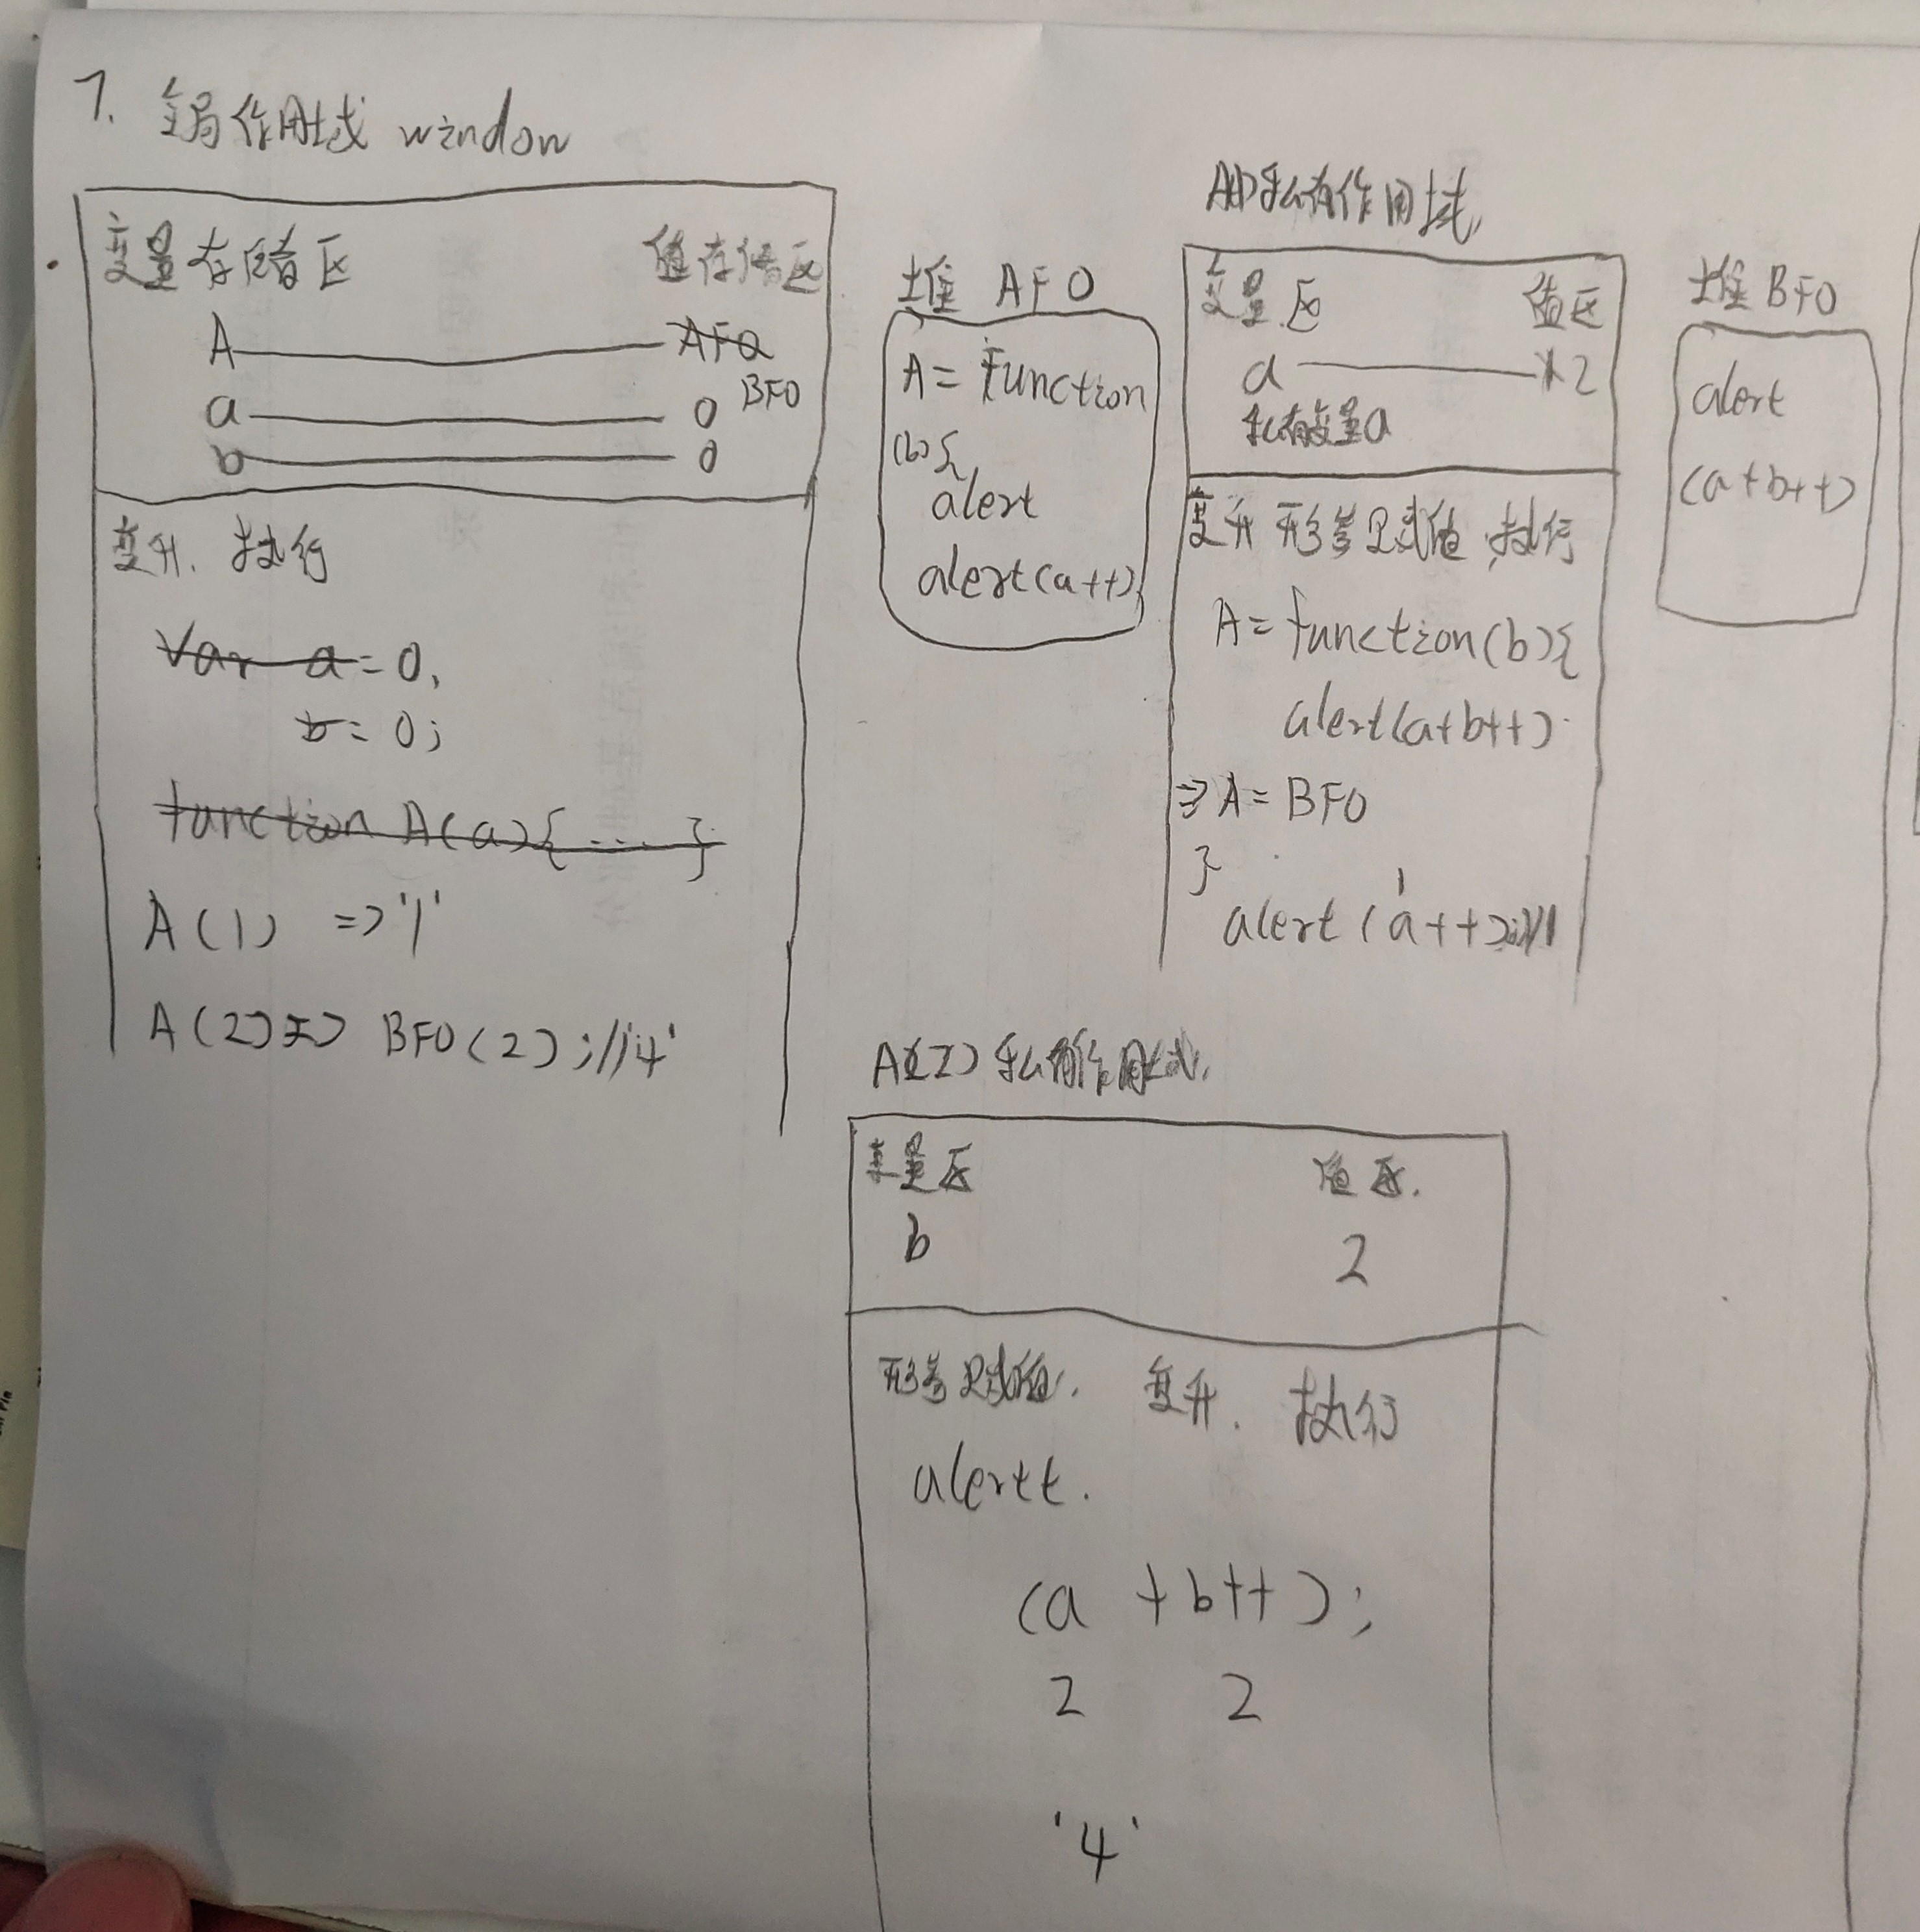 7. 全局作用域 window
变量存储区 值存储区
A AFO
BFO
a 0
b 0
变升. 执行
var a = 0,
b = 0;
function A(a){ ... }
A(1) => '1'
A(2) => BFO(2);//'4'
堆 AFO
A = function
(b){
alert
alert(a++)
A(1)私有作用域
变量区 值区
a 1 2
私有变量a
变升 形参赋值 执行
A = function(b){
alert(a+b++)
=> A = BFO
}
1
alert(a++);//1
堆 BFO
alert
(a+b++)
A(2) 私有作用域
变量区 值区.
b 2
形参赋值. 变升. 执行
alertt.
(a + b++);
2 2
'4'